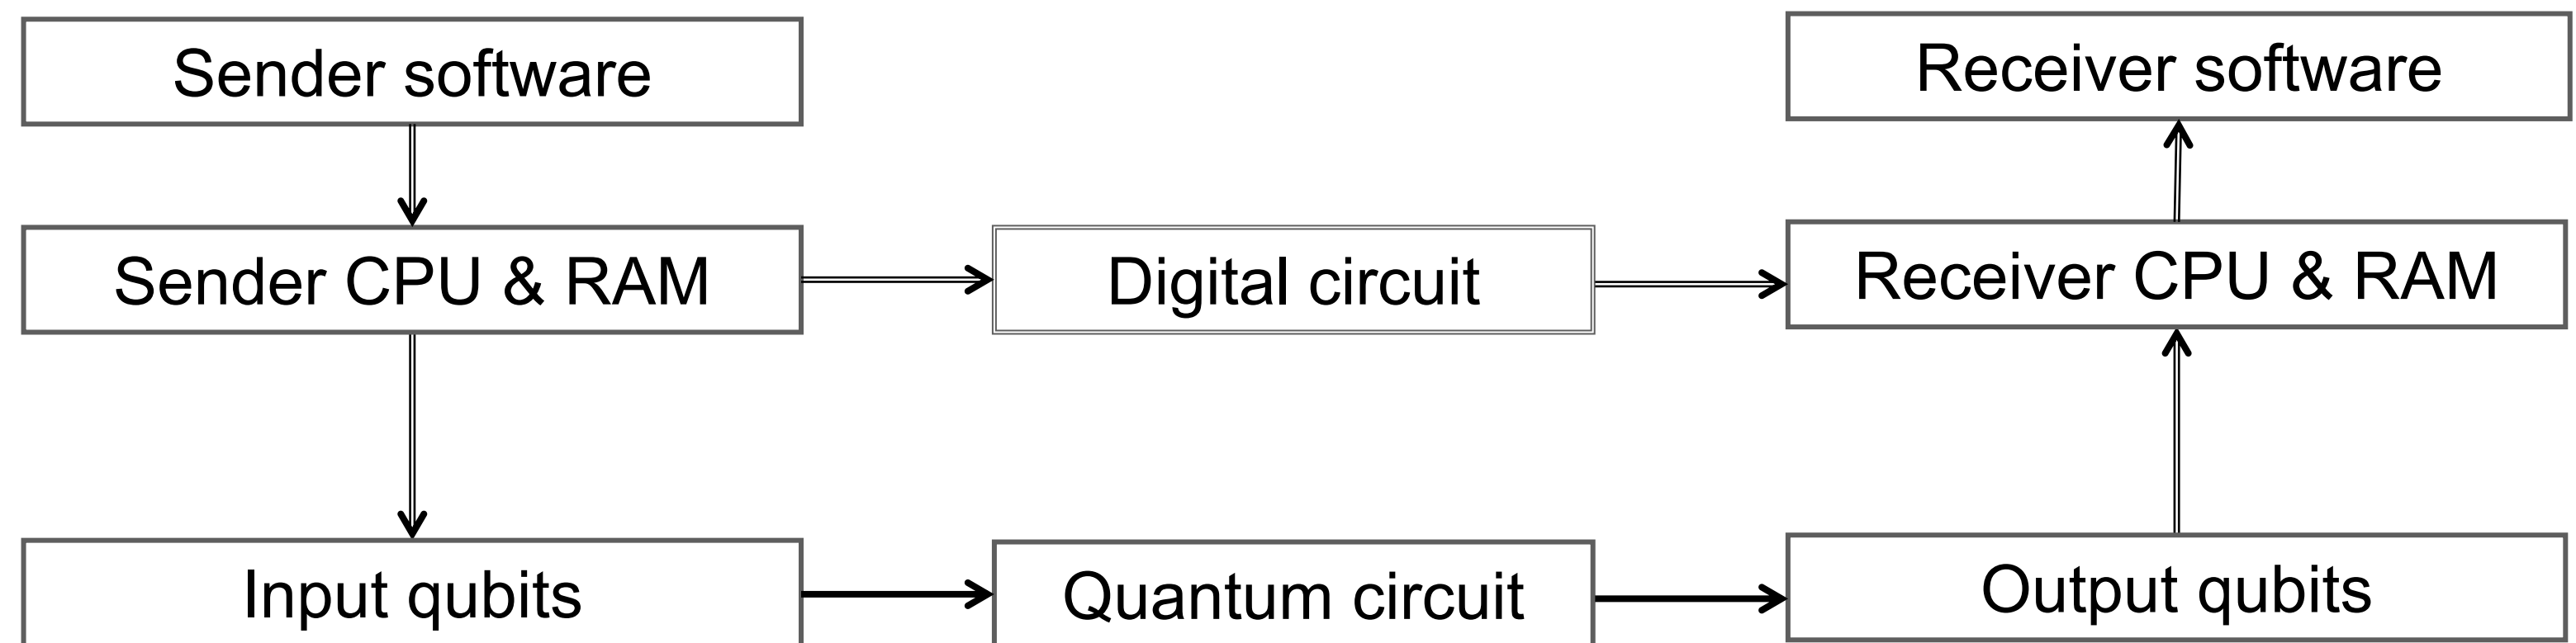 Sender software
Receiver software
Sender CPU & RAM
Digital circuit
Receiver CPU & RAM
Input qubits
Quantum circuit
Output qubits